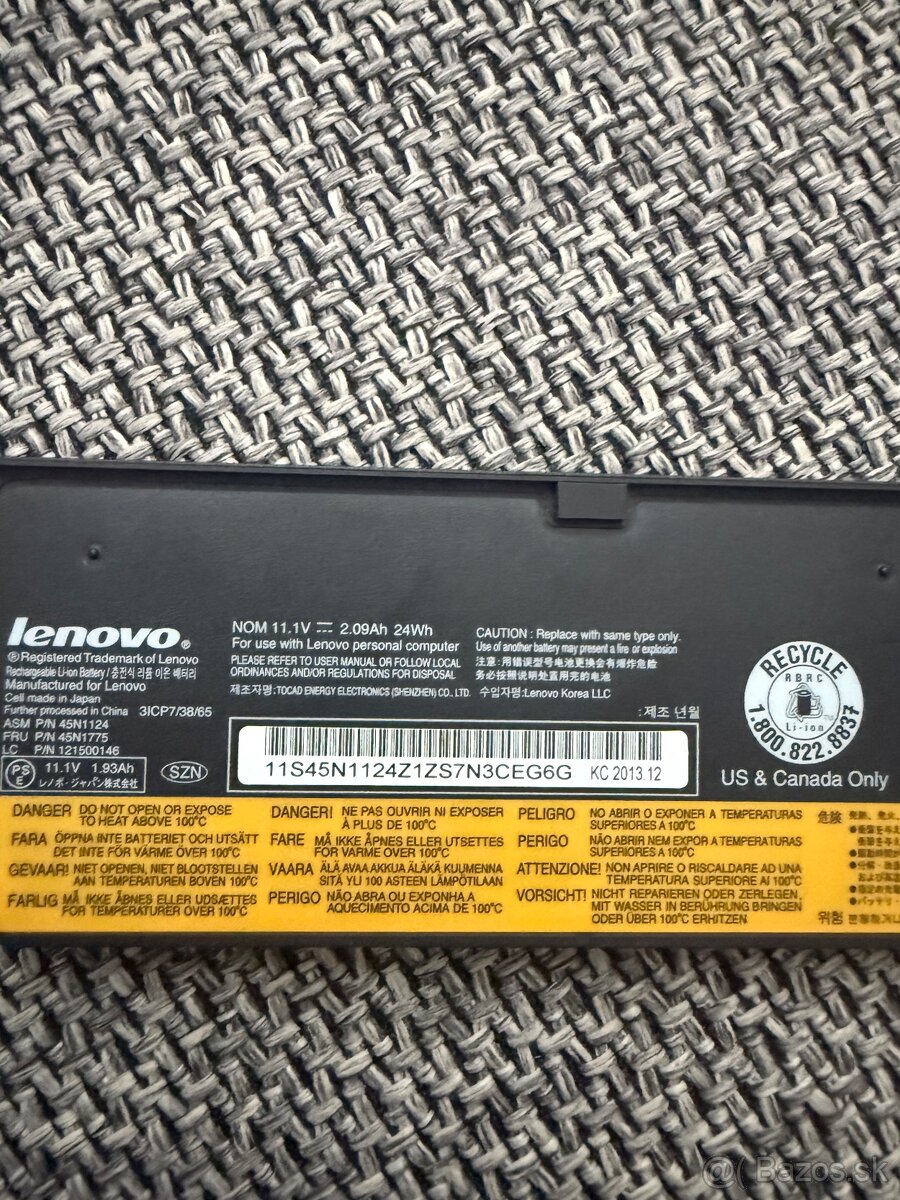 lenovo®
®Registered Trademark of Lenovo
Rechargeable Li-ion Battery / 충전식 리튬 이온 배터리
Manufactured for Lenovo
Cell made in Japan
Further processed in China 3ICP7/38/65
ASM P/N 45N1124
FRU P/N 45N1775
LC P/N 121500146
PSE 11.1V 1.93Ah
レノボ・ジャパン株式会社
SZN
NOM 11.1V 2.09Ah 24Wh
For use with Lenovo personal computer
PLEASE REFER TO USER MANUAL OR FOLLOW LOCAL
ORDINANCES AND/OR REGULATIONS FOR DISPOSAL
제조자명:TOCAD ENERGY ELECTRONICS (SHENZHEN) CO., LTD. 수입자명:Lenovo Korea LLC
CAUTION : Replace with same type only.
Use of another battery may present a fire or explosion
注意:用错误型号电池更换会有爆炸危险
务必按照说明处置用完的电池
:제조 년월
11S45N1124Z1ZS7N3CEG6G KC 2013.12
RECYCLE
RBRC
Li-ion
1.800.822.8837
US & Canada Only
DANGER DO NOT OPEN OR EXPOSE
TO HEAT ABOVE 100°C
FARA ÖPPNA INTE BATTERIET OCH UTSÄTT
DET INTE FÖR VÄRME ÖVER 100°C
GEVAAR! NIET OPENEN, NIET BLOOTSTELLEN
AAN TEMPERATUREN BOVEN 100°C
FARLIG MÅ IKKE ÅBNES ELLER UDSÆTTES
FOR TEMPERATURER OVER 100°C
DANGER! NE PAS OUVRIR NI EXPOSER
À PLUS DE 100°C
FARE MÅ IKKE ÅPNES ELLER UTSETTES
FOR VARME OVER 100°C
VAARA ÄLÄ AVAA AKKUA ÄLÄKÄ KUUMENNA
SITÄ YLI 100 ASTEEN LÄMPÖTILAAN
PERIGO NÃO ABRA OU EXPONHA A
AQUECIMENTO ACIMA DE 100°C
PELIGRO NO ABRIR O EXPONER A TEMPERATURAS
SUPERIORES A 100°C
PERIGO NÃO ABRIR NEM EXPOR A TEMPERATURAS
SUPERIORES A 100°C
ATTENZIONE! NON APRIRE O RISCALDARE AD UNA
TEMPERATURA SUPERIORE AI 100°C
VORSICHT! NICHT REPARIEREN ODER ZERLEGEN,
MIT WASSER IN BERÜHRUNG BRINGEN
ODER ÜBER 100°C ERHITZEN
危険
위험
Bazos.sk